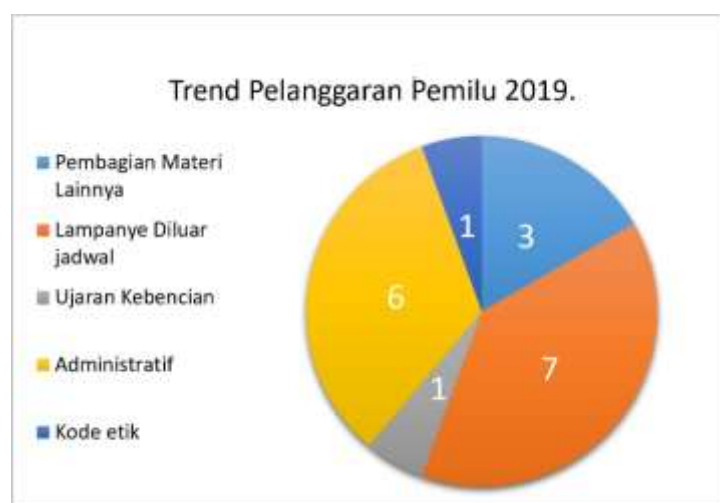 Trend Pelanggaran Pemilu 2019.
Pembagian Materi
Lainnya
Lampanye Diluar
jadwal
Ujaran Kebencian
Administratif
Kode etik
1
3
6
7
1